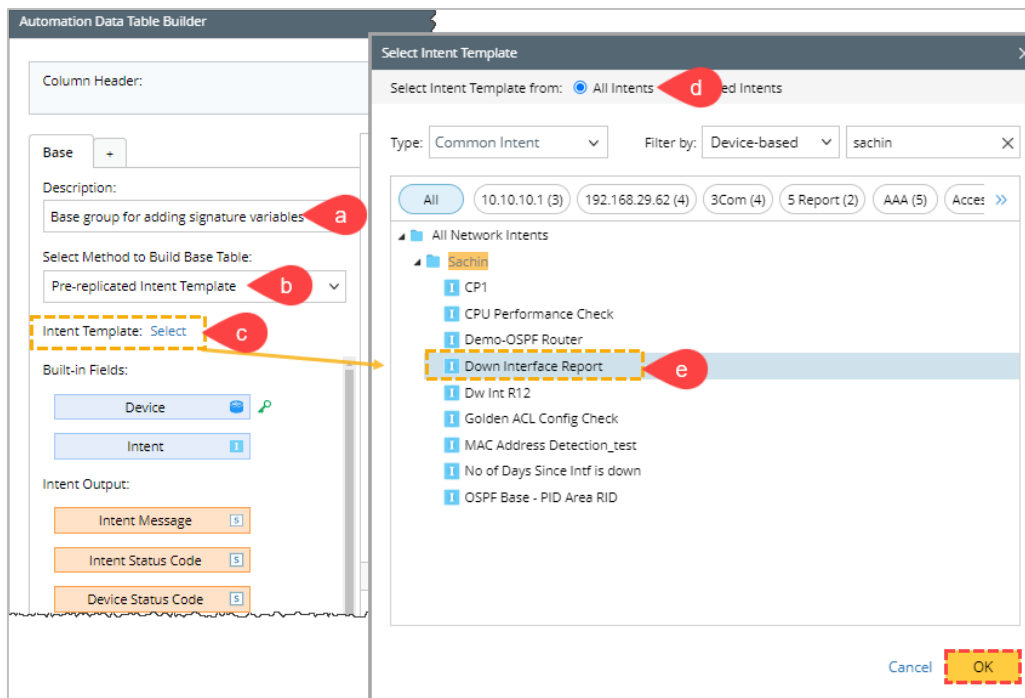 Automation Data Table Builder
Column Header:
Base +
Description:
Base group for adding signature variables
a
Select Method to Build Base Table:
Pre-replicated Intent Template
b
Intent Template: Select
c
Built-in Fields:
Device
Intent I
Intent Output:
Intent Message S
Intent Status Code S
Device Status Code S
Select Intent Template
Select Intent Template from: All Intents d ed Intents
Type: Common Intent Filter by: Device-based sachin
All 10.10.10.1 (3) 192.168.29.62 (4) 3Com (4) 5 Report (2) AAA (5) Acces
All Network Intents
Sachin
I CP1
I CPU Performance Check
I Demo-OSPF Router
I Down Interface Report e
I Dw Int R12
I Golden ACL Config Check
I MAC Address Detection_test
I No of Days Since Intf is down
I OSPF Base - PID Area RID
Cancel OK